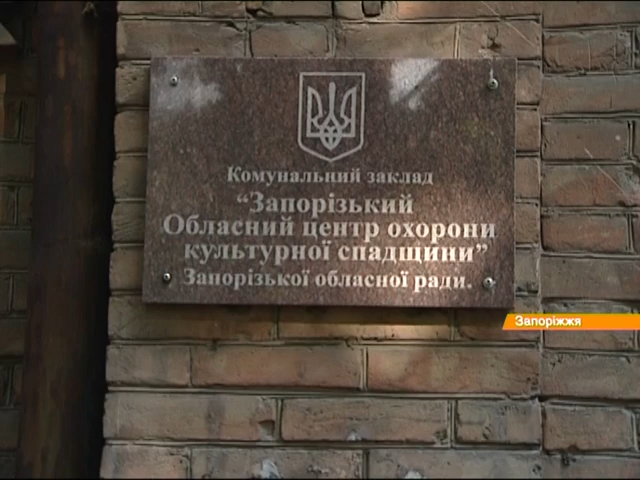 Комунальний заклад
“Запорізький
Обласний центр охорони
культурної спадщини”
Запорізької обласної ради.
Запоріжжя